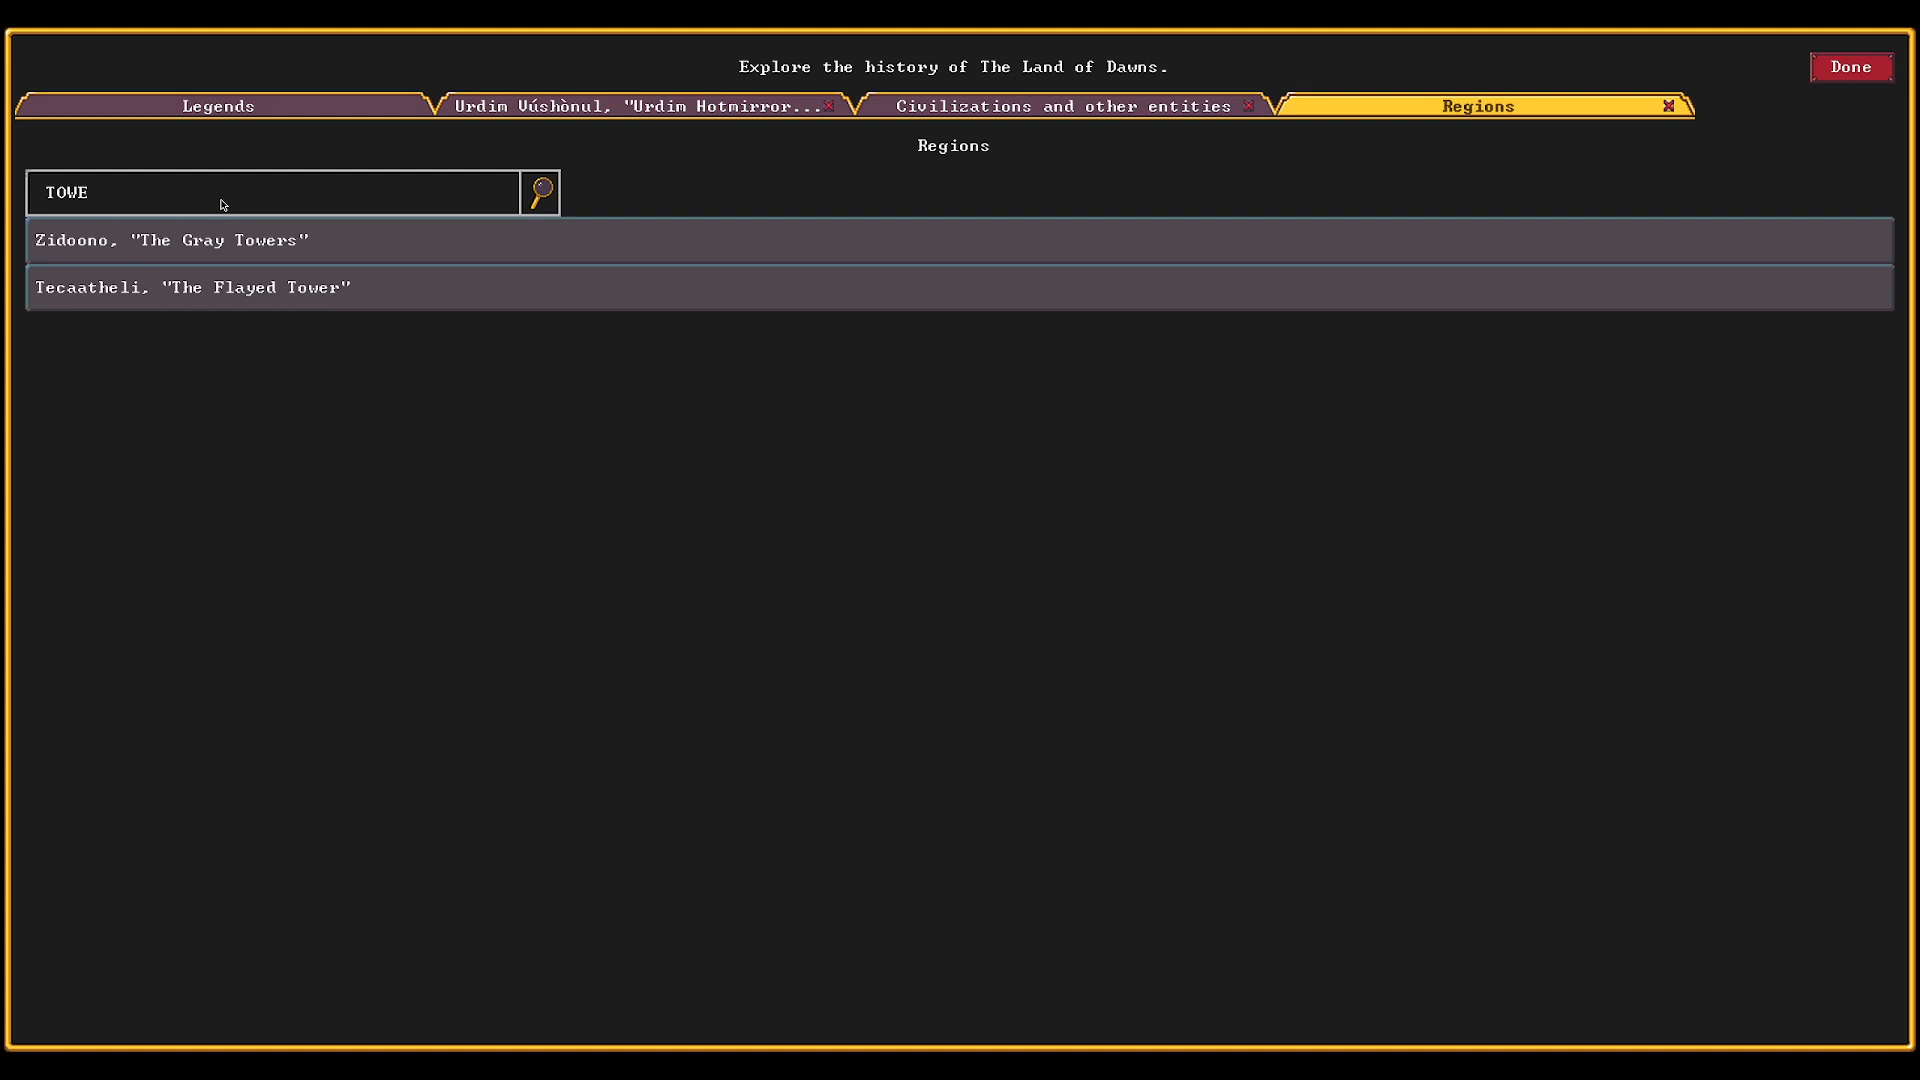 Explore the history of The Land of Dawns.
Done
Legends
Urdim Vúshònul, "Urdim Hotmirror...
Civilizations and other entities
Regions
Regions
TOWE
Zidoono, "The Gray Towers"
Tecaatheli, "The Flayed Tower"